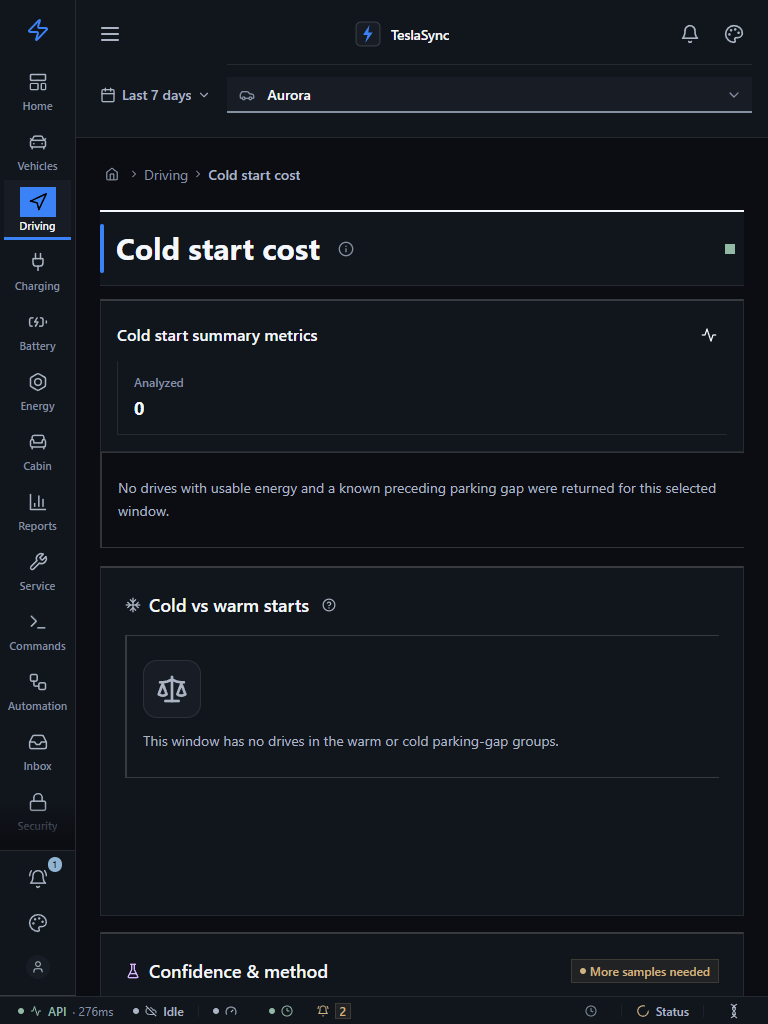 TeslaSync
Last 7 days
Aurora
Home
Vehicles
Driving
Charging
Battery
Energy
Cabin
Reports
Service
Commands
Automation
Inbox
Security
1
Driving
Cold start cost
Cold start cost
Cold start summary metrics
Analyzed
0
No drives with usable energy and a known preceding parking gap were returned for this selected
window.
Cold vs warm starts
This window has no drives in the warm or cold parking-gap groups.
Confidence & method
More samples needed
API · 276ms
Idle
2
Status